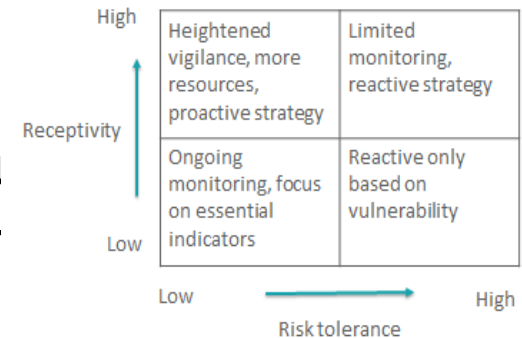 High
Heightened
vigilance, more
resources,
proactive strategy
Limited
monitoring,
reactive strategy
Receptivity
Ongoing
monitoring, focus
on essential
indicators
Reactive only
based on
vulnerability
Low
Low
High
Risk tolerance